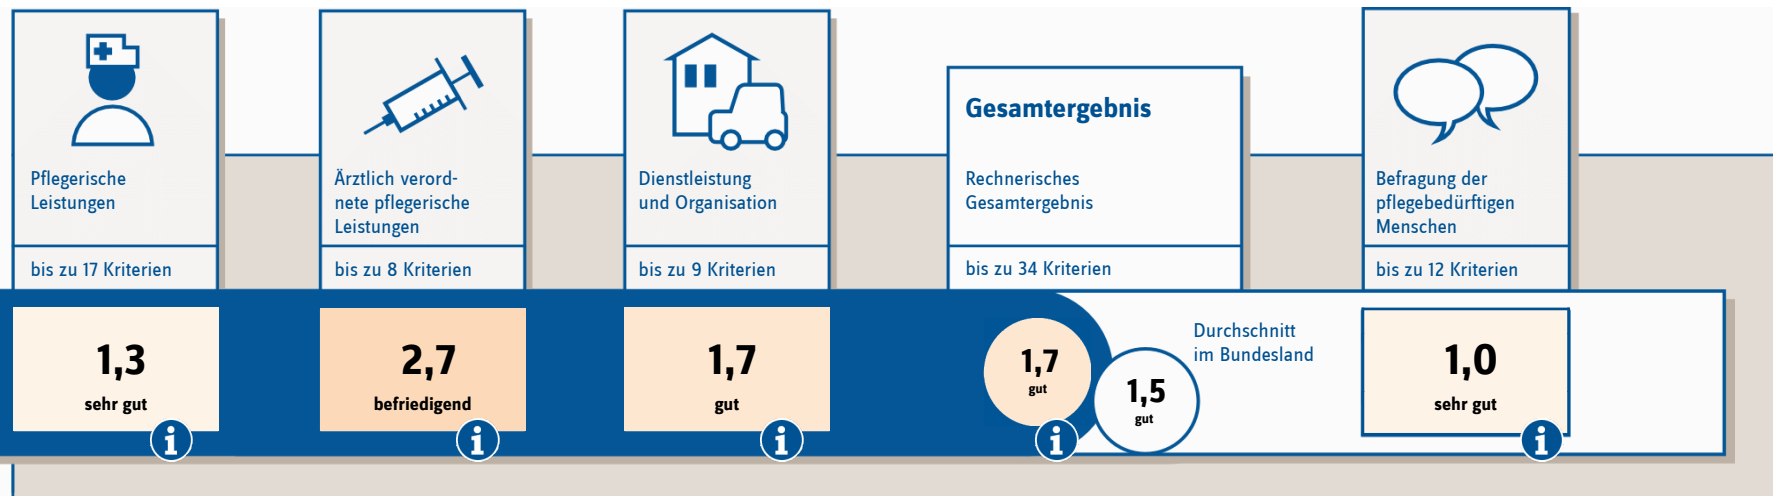 Pflegerische
Leistungen
bis zu 17 Kriterien
1,3
sehr gut
i
Ärztlich verord-
nete pflegerische
Leistungen
bis zu 8 Kriterien
2,7
befriedigend
i
Dienstleistung
und Organisation
bis zu 9 Kriterien
1,7
gut
i
Gesamtergebnis
Rechnerisches
Gesamtergebnis
bis zu 34 Kriterien
1,7
gut
i
1,5
gut
Durchschnitt
im Bundesland
Befragung der
pflegebedürftigen
Menschen
bis zu 12 Kriterien
1,0
sehr gut
i